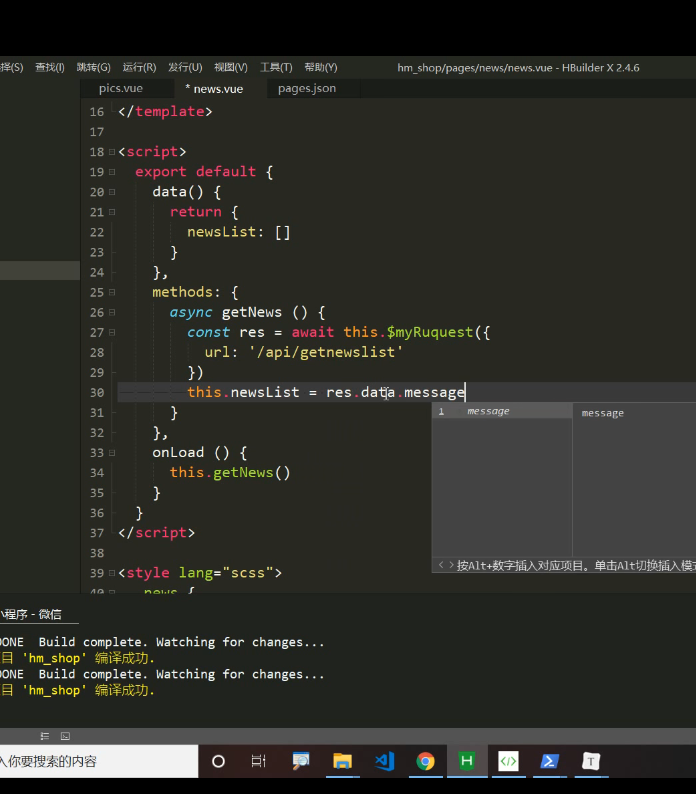 择(S) 查找(I) 跳转(G) 运行(R) 发行(U) 视图(V) 工具(T) 帮助(Y) hm_shop/pages/news/news.vue - HBuilder X 2.4.6
pics.vue * news.vue pages.json
16 </template>
17
18 <script>
19 export default {
20 data() {
21 return {
22 newsList: []
23 }
24 },
25 methods: {
26 async getNews () {
27 const res = await this.$myRuquest({
28 url: '/api/getnewslist'
29 })
30 this.newsList = res.data.message
31 }
1 message message
32 },
33 onLoad () {
34 this.getNews()
35 }
36 }
37 </script>
38
< > 按Alt+数字插入对应项目。单击Alt切换插入模式
39 <style lang="scss">
40 news {
小程序 - 微信
DONE Build complete. Watching for changes...
目 'hm_shop' 编译成功.
DONE Build complete. Watching for changes...
目 'hm_shop' 编译成功.
入你要搜索的内容
H </> T